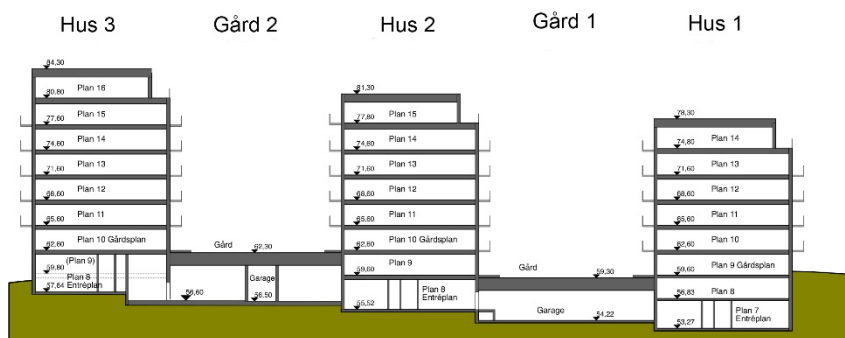 Hus 3
Gård 2
Hus 2
Gård 1
Hus 1
84,30
Plan 16
80,80
Plan 15
77,60
Plan 14
74,60
Plan 13
71,60
Plan 12
68,60
Plan 11
65,60
Plan 10 Gårdsplan
62,60
(Plan 9)
59,80
Plan 8
Entréplan
57,64
Gård
62,30
Garage
56,60
56,50
81,30
Plan 15
77,80
Plan 14
74,60
Plan 13
71,60
Plan 12
68,60
Plan 11
65,60
Plan 10 Gårdsplan
62,60
Plan 9
59,60
Plan 8
Entréplan
55,52
Gård
59,30
Garage
54,22
78,30
Plan 14
74,80
Plan 13
71,60
Plan 12
68,60
Plan 11
65,60
Plan 10
62,60
Plan 9 Gårdsplan
59,60
Plan 8
56,83
Plan 7
Entréplan
53,27